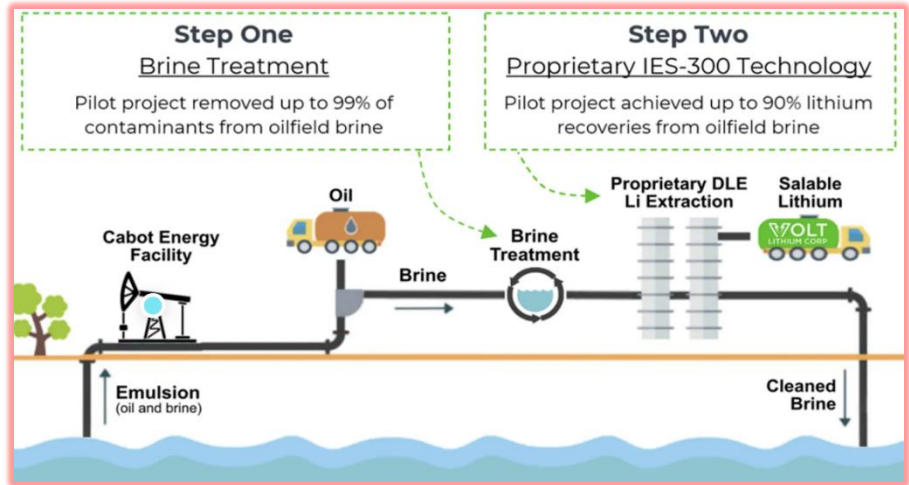 Step One
Brine Treatment
Pilot project removed up to 99% of
contaminants from oilfield brine
Step Two
Proprietary IES-300 Technology
Pilot project achieved up to 90% lithium
recoveries from oilfield brine
Cabot Energy
Facility
Oil
Brine
Brine
Treatment
Proprietary DLE
Li Extraction
Salable
Lithium
VOLT
LITHIUM CORP
Emulsion
(oil and brine)
Cleaned
Brine